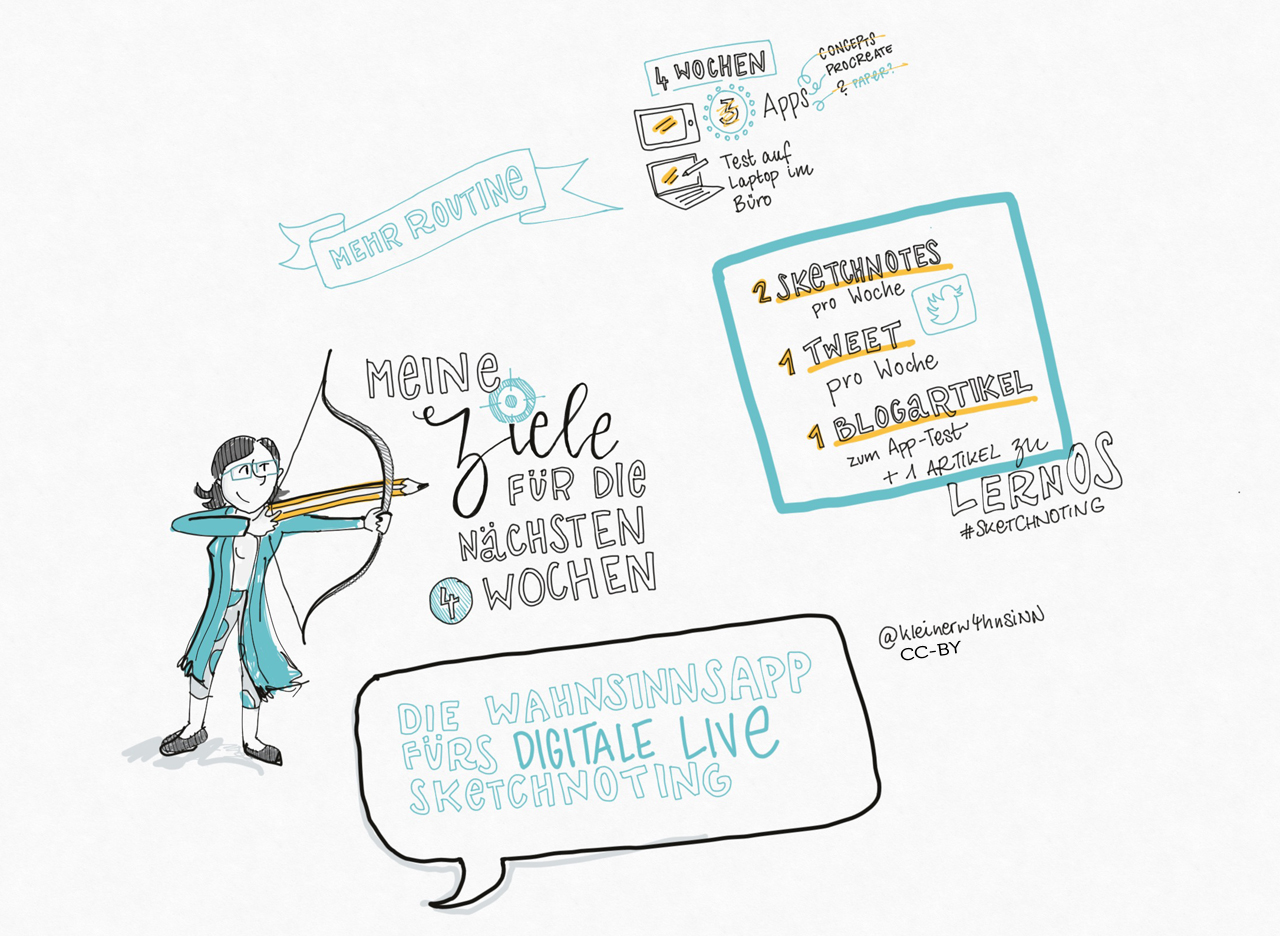 4 WOCHEN
3 Apps
CONCEPTS
PROCREATE
? PAPER?
Test auf
Laptop im
Büro
MEHR ROUTINE
2 SKETCHNOTES
pro Woche
1 TWEET
pro Woche
1 BLOGARTIKEL
zum App-Test
+ 1 ARTIKEL zu
LERNOS
#SKETCHNOTING
MEINE
Ziele
FÜR DIE
NÄCHSTEN
4 WOCHEN
@kleinerw4hnsinn
CC-BY
DIE WAHNSINNSAPP
FÜRS DIGITALE LIVE
SKETCHNOTING